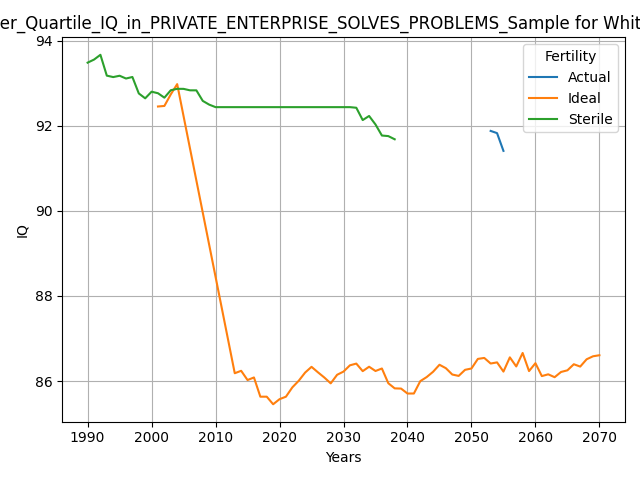 er_Quartile_IQ_in_PRIVATE_ENTERPRISE_SOLVES_PROBLEMS_Sample for Whit
94
92
90
88
86
IQ
Fertility
Actual
Ideal
Sterile
1990 2000 2010 2020 2030 2040 2050 2060 2070
Years